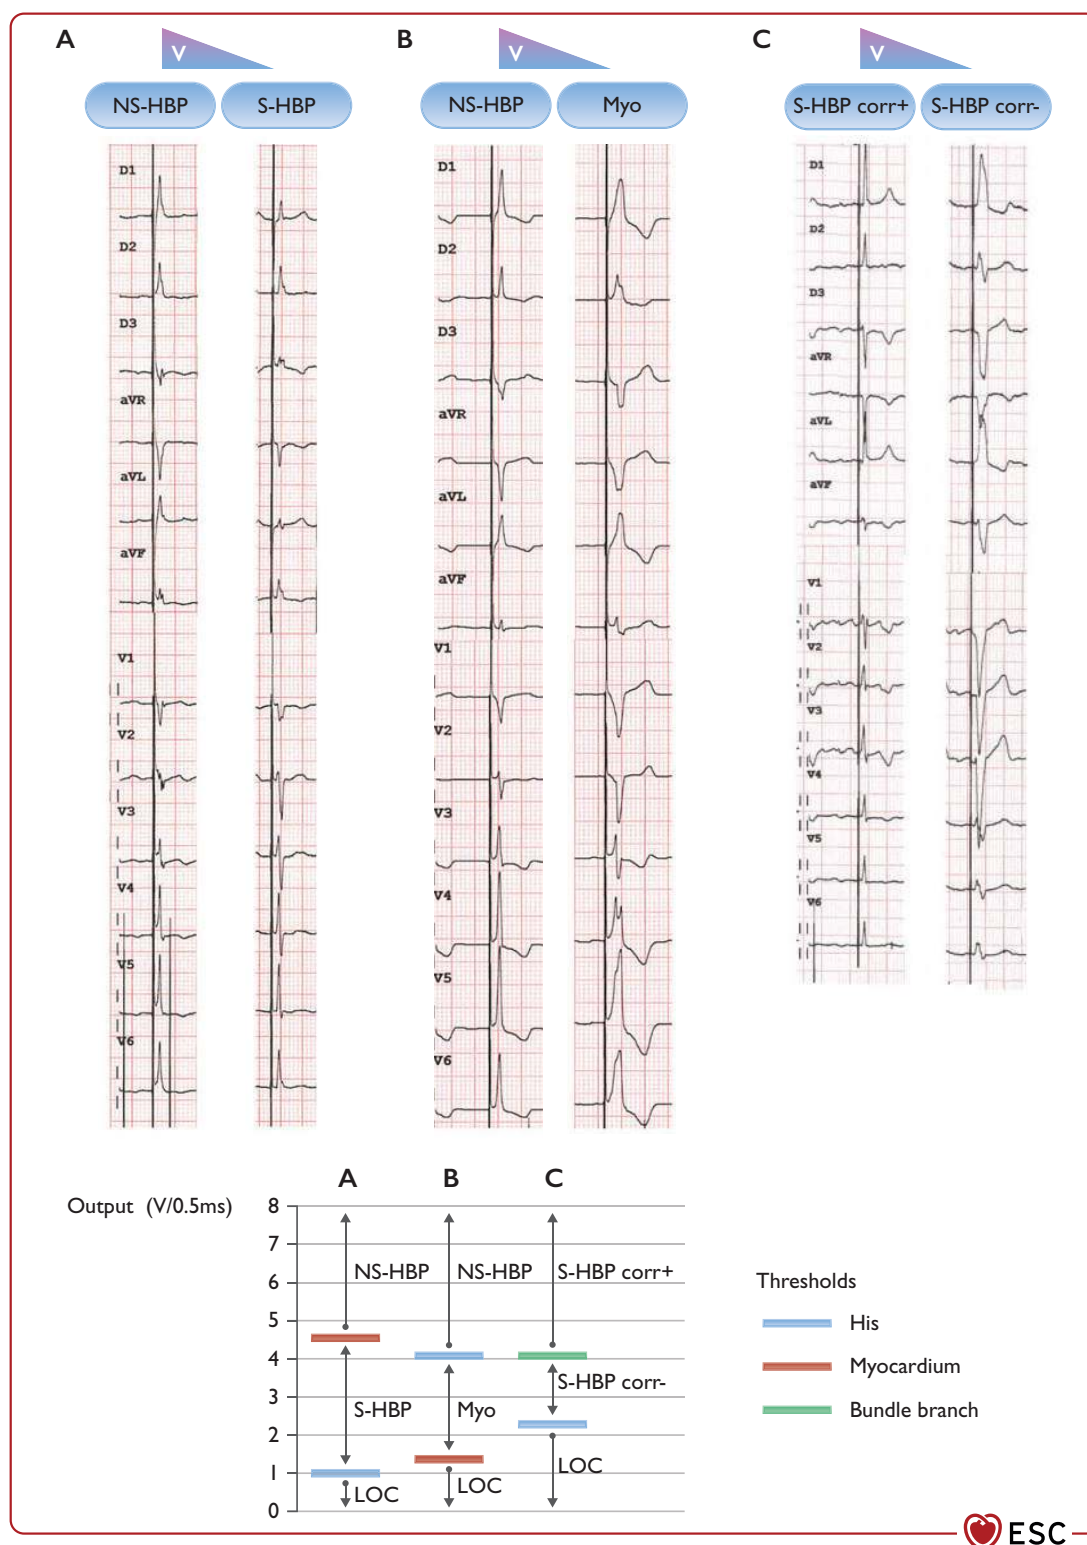 A
B
C
V
V
V
NS-HBP
S-HBP
NS-HBP
Myo
S-HBP corr+
S-HBP corr-
D1
D2
D3
aVR
aVL
aVF
V1
V2
V3
V4
V5
V6
D1
D2
D3
aVR
aVL
aVF
V1
V2
V3
V4
V5
V6
D1
D2
D3
aVR
aVL
aVF
V1
V2
V3
V4
V5
V6
A
B
C
Output (V/0.5ms)
8
7
6
5
4
3
2
1
0
NS-HBP
NS-HBP
S-HBP corr+
S-HBP
Myo
S-HBP corr-
LOC
LOC
LOC
Thresholds
His
Myocardium
Bundle branch
ESC